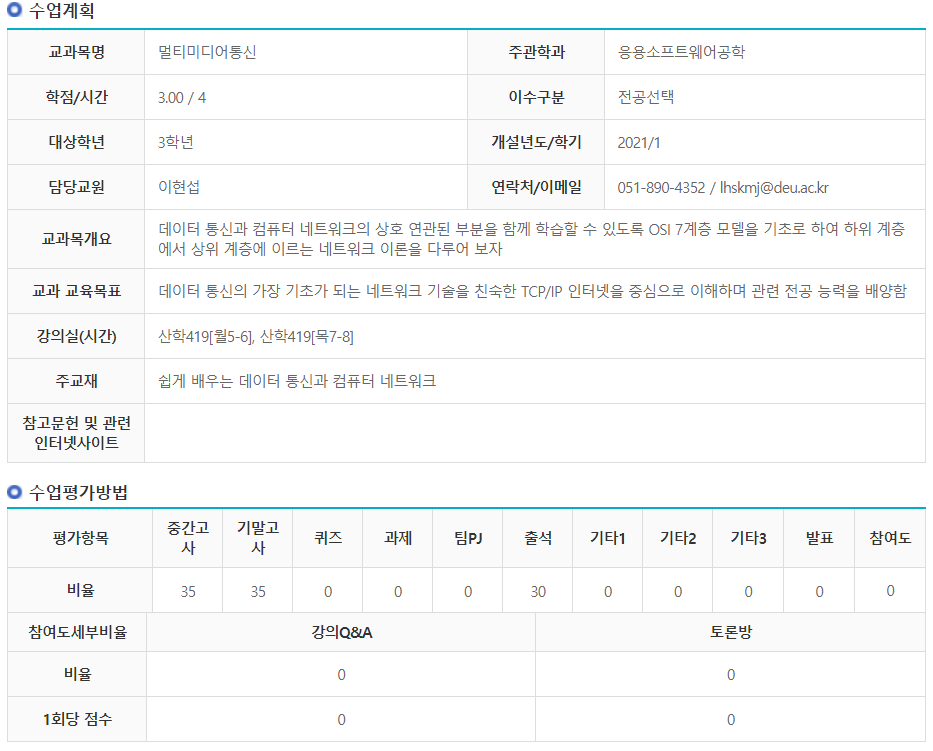 수업계획
교과목명 멀티미디어통신 주관학과 응용소프트웨어공학
학점/시간 3.00 / 4 이수구분 전공선택
대상학년 3학년 개설년도/학기 2021/1
담당교원 이현섭 연락처/이메일 051-890-4352 / lhskmj@deu.ac.kr
교과목개요 데이터 통신과 컴퓨터 네트워크의 상호 연관된 부분을 함께 학습할 수 있도록 OSI 7계층 모델을 기초로 하여 하위 계층
에서 상위 계층에 이르는 네트워크 이론을 다루어 보자
교과 교육목표 데이터 통신의 가장 기초가 되는 네트워크 기술을 친숙한 TCP/IP 인터넷을 중심으로 이해하며 관련 전공 능력을 배양함
강의실(시간) 산학419[월5-6], 산학419[목7-8]
주교재 쉽게 배우는 데이터 통신과 컴퓨터 네트워크
참고문헌 및 관련
인터넷사이트
수업평가방법
평가항목 중간고사 기말고사 퀴즈 과제 팀PJ 출석 기타1 기타2 기타3 발표 참여도
비율 35 35 0 0 0 30 0 0 0 0 0
참여도세부비율 강의Q&A 토론방
비율 0 0
1회당 점수 0 0